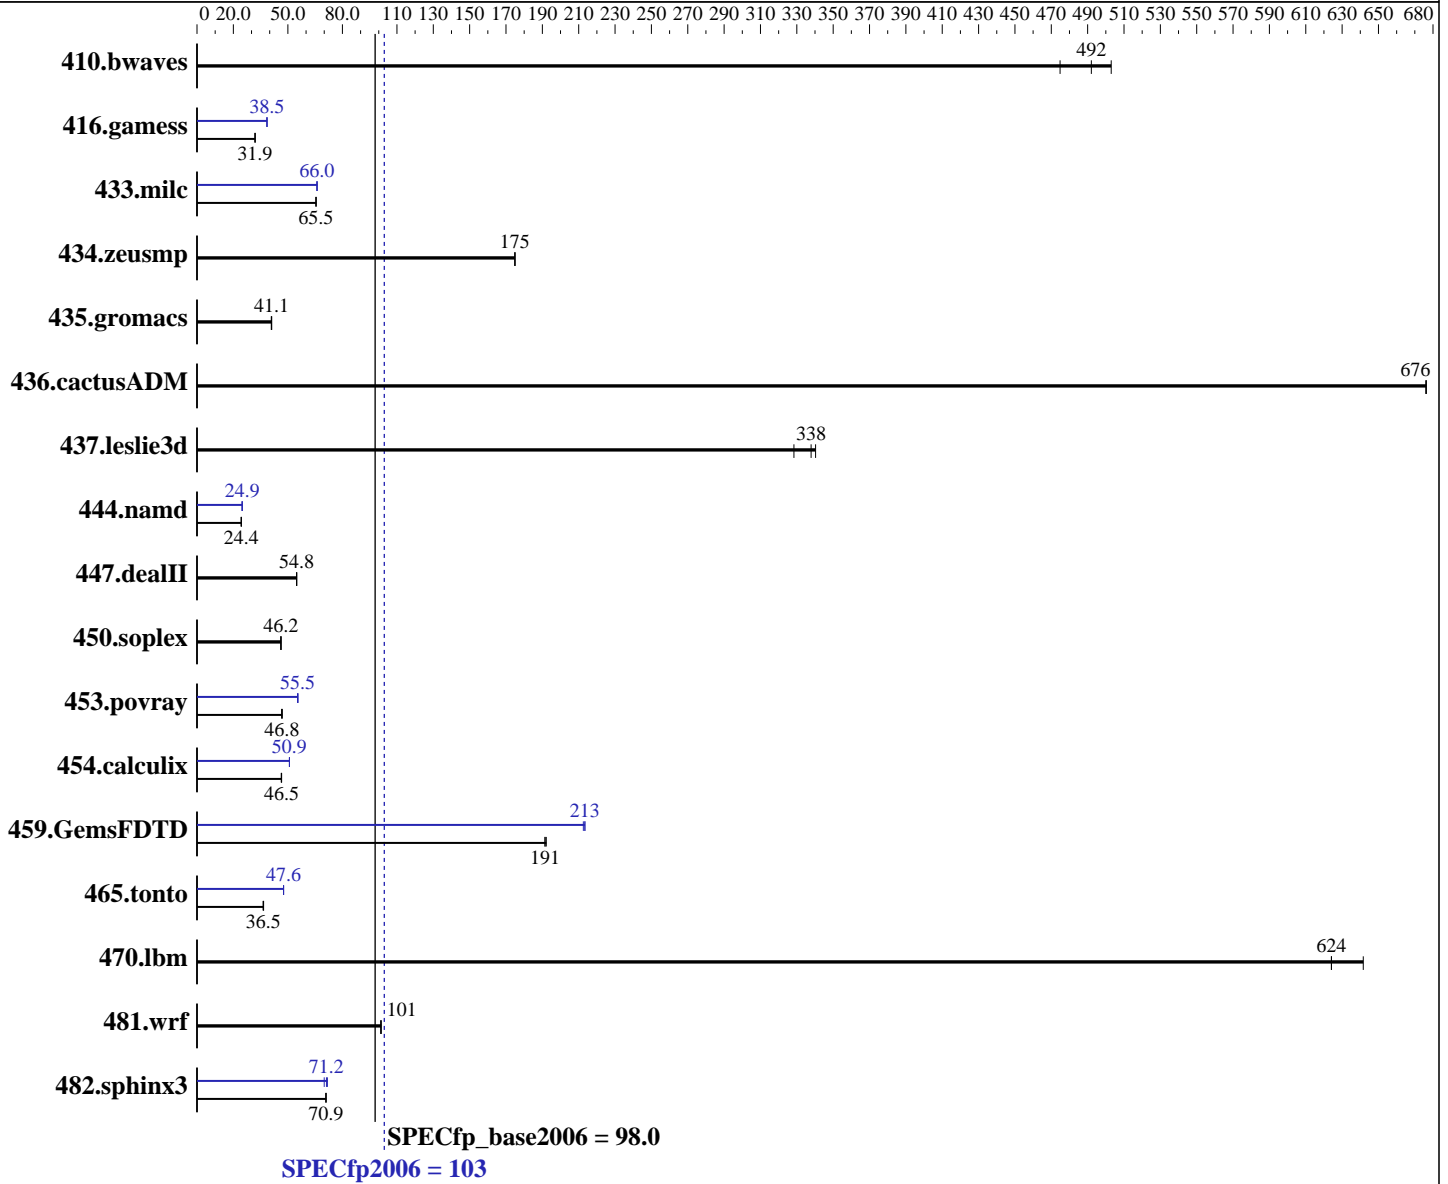 0 20.0 50.0 80.0 110 130 150 170 190 210 230 250 270 290 310 330 350 370 390 410 430 450 470 490 510 530 550 570 590 610 630 650 680
410.bwaves 492
416.gamess 38.5
31.9
433.milc 66.0
65.5
434.zeusmp 175
435.gromacs 41.1
436.cactusADM 676
437.leslie3d 338
444.namd 24.9
24.4
447.dealII 54.8
450.soplex 46.2
453.povray 55.5
46.8
454.calculix 50.9
46.5
459.GemsFDTD 213
191
465.tonto 47.6
36.5
470.lbm 624
481.wrf 101
482.sphinx3 71.2
70.9
SPECfp_base2006 = 98.0
SPECfp2006 = 103